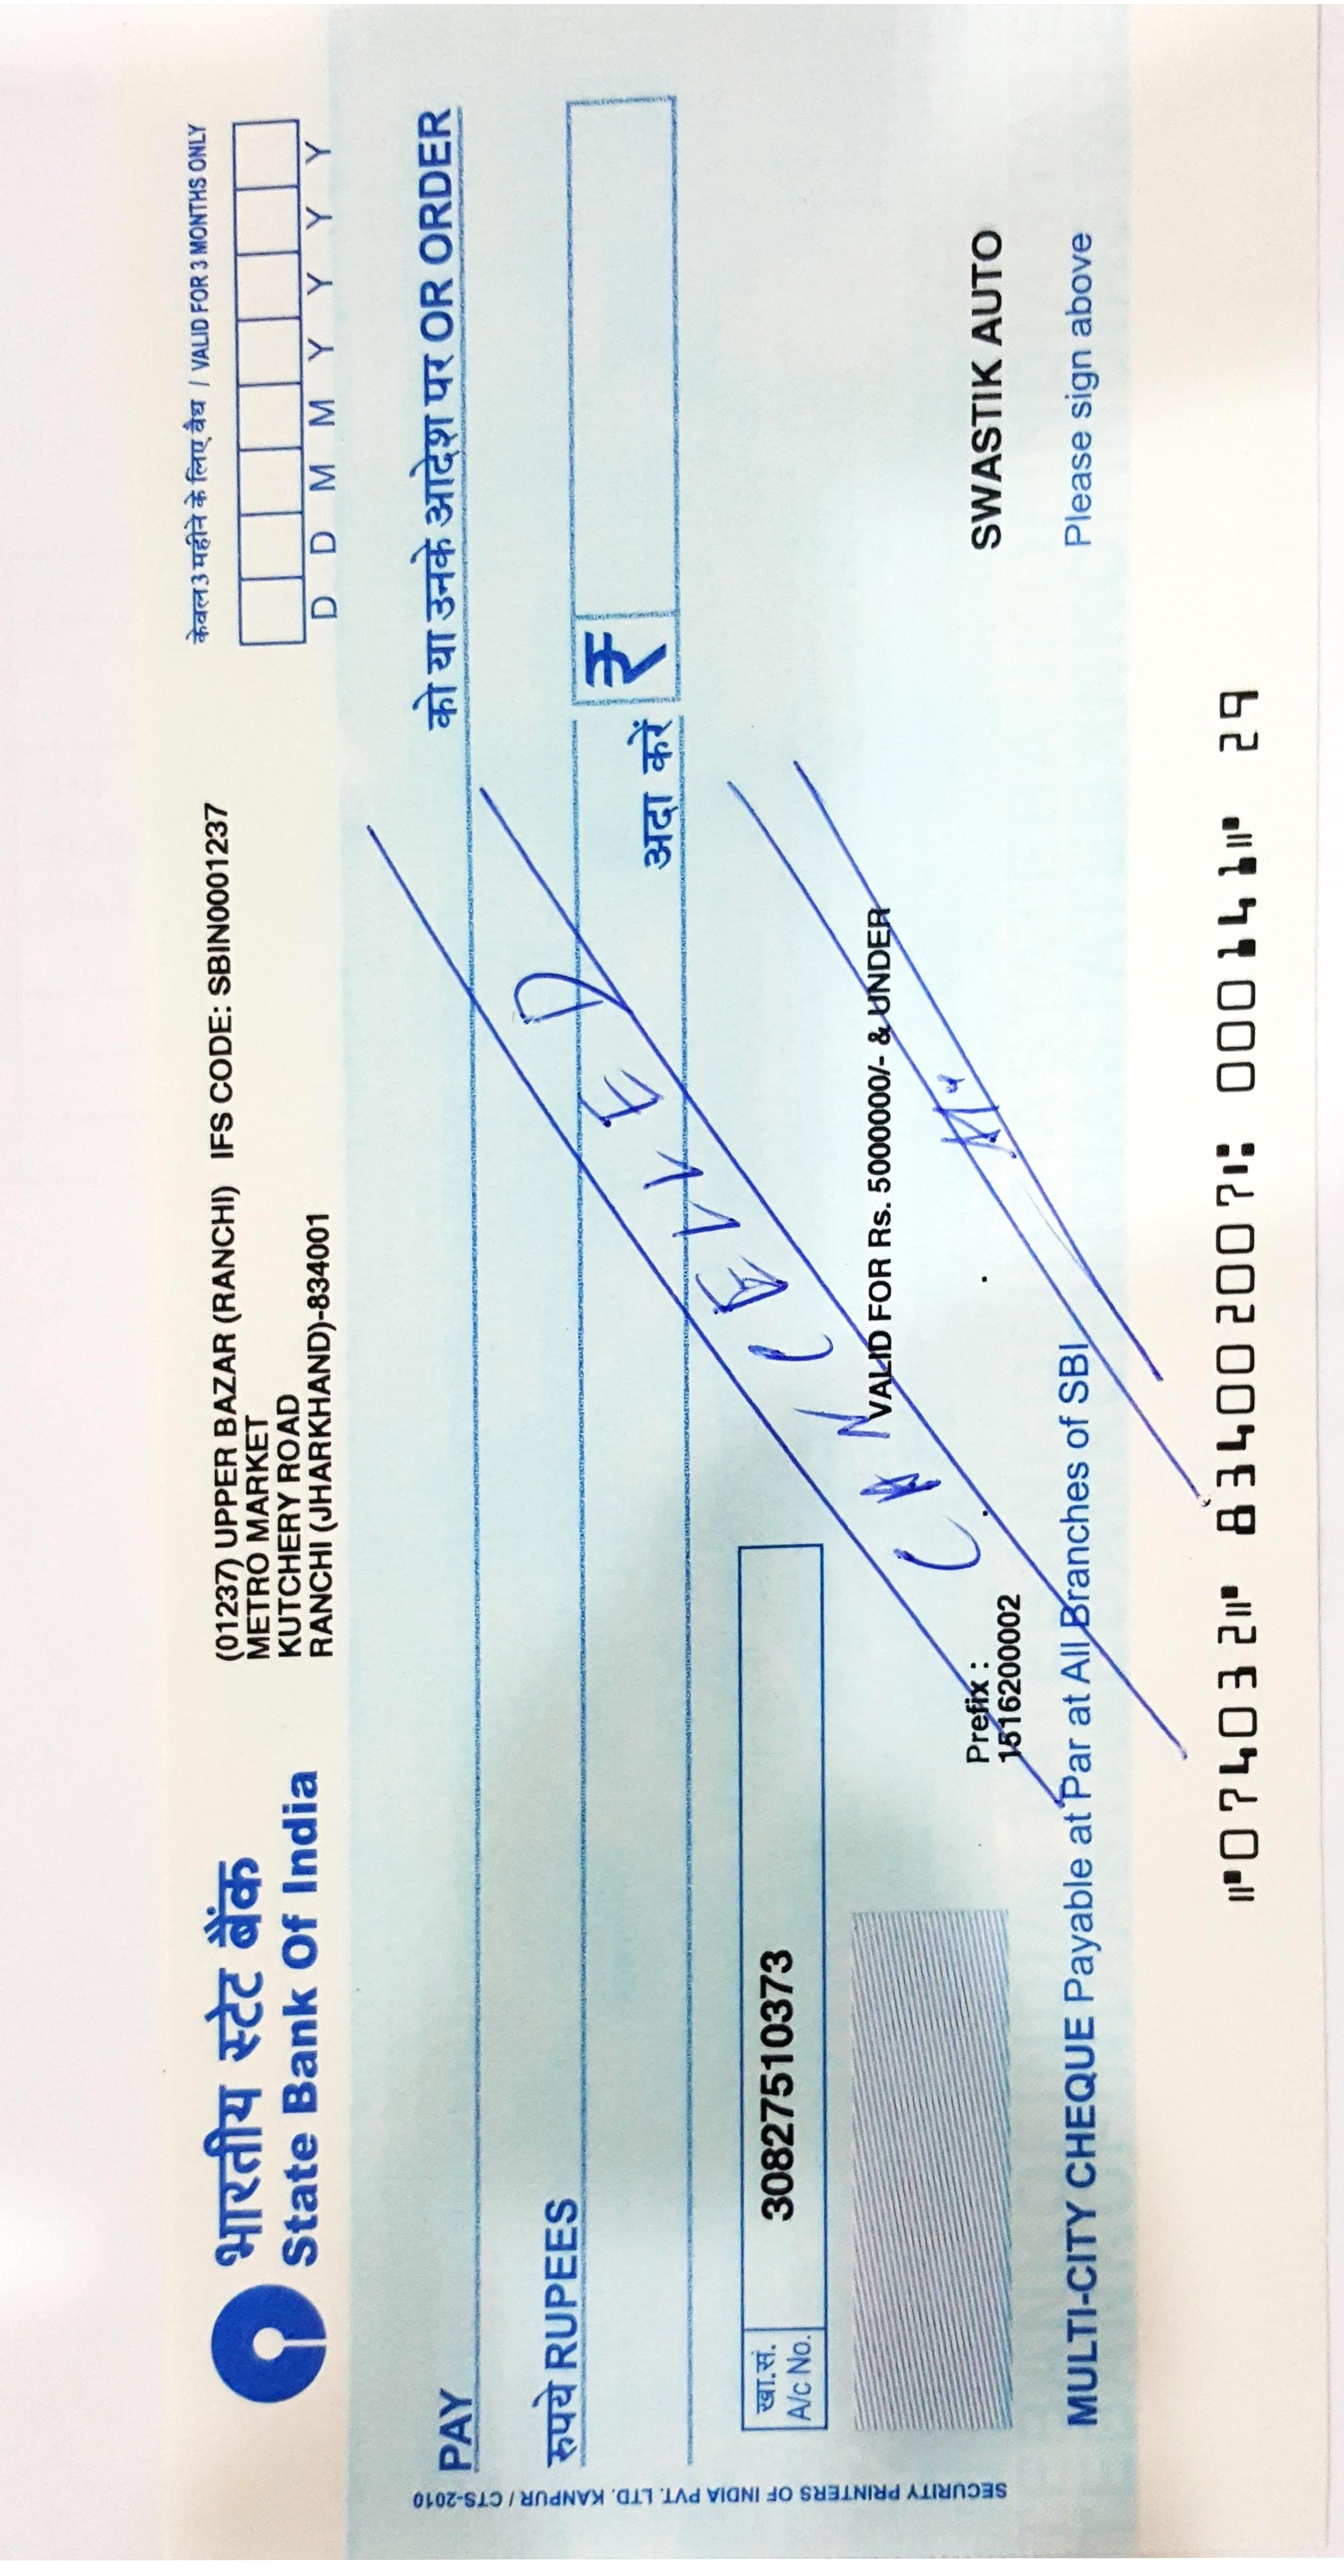 भारतीय स्टेट बैंक
State Bank Of India
(01237) UPPER BAZAR (RANCHI) IFS CODE: SBIN0001237
METRO MARKET
KUTCHERY ROAD
RANCHI (JHARKHAND)-834001
केवल 3 महीने के लिए वैध / VALID FOR 3 MONTHS ONLY
D D M M Y Y Y Y
PAY
को या उनके आदेश पर OR ORDER
रुपये RUPEES
अदा करें ₹
खा.सं.
A/c No.
30827510373
CANCELLED
VALID FOR Rs. 5000000/- & UNDER
Prefix :
1516200002
SWASTIK AUTO
MULTI-CITY CHEQUE Payable at Par at All Branches of SBI
Please sign above
SECURITY PRINTERS OF INDIA PVT. LTD. KANPUR / CTS-2010
⑈074032⑈ 834002007⑆ 000141⑈ 29